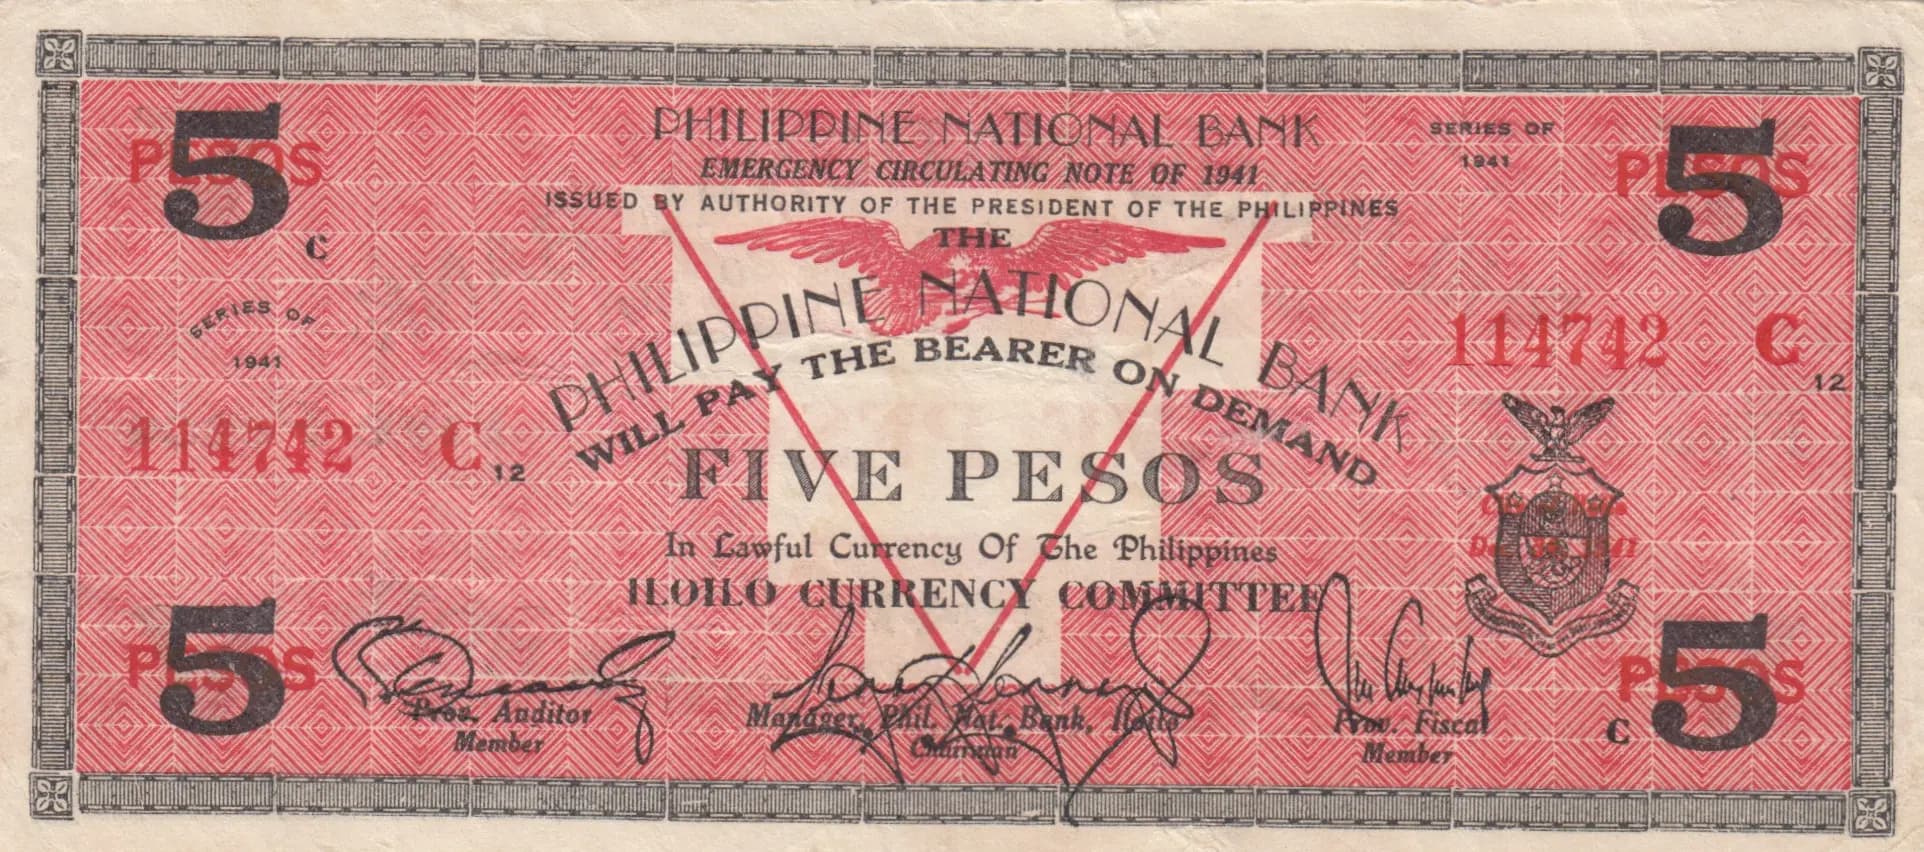 PHILIPPINE NATIONAL BANK
EMERGENCY CIRCULATING NOTE OF 1941
ISSUED BY AUTHORITY OF THE PRESIDENT OF THE PHILIPPINES
SERIES OF
1941
5
PESOS
C
5
PESOS
THE
PHILIPPINE NATIONAL BANK
WILL PAY THE BEARER ON DEMAND
SERIES OF
1941
114742 C 12
114742 C 12
FIVE PESOS
In Lawful Currency Of The Philippines
ILOILO CURRENCY COMMITTEE
5
PESOS
Prov. Auditor
Member
Manager, Phil. Nat. Bank, Iloilo
Chairman
Prov. Fiscal
Member
C
5
PESOS